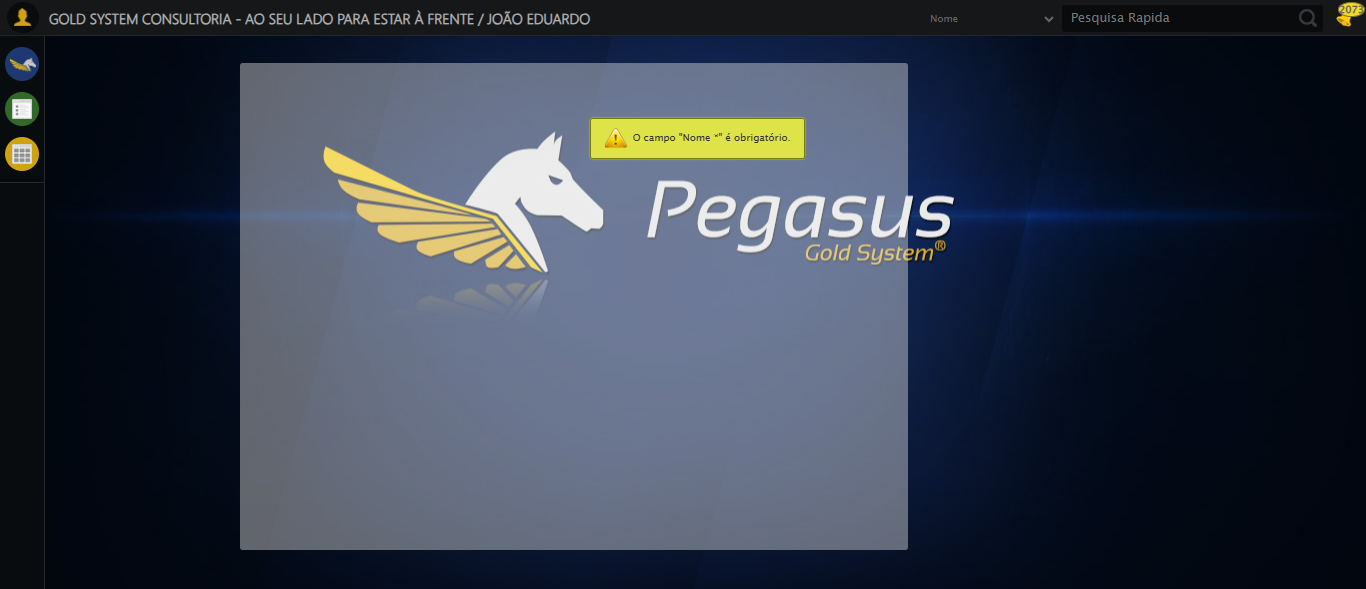 GOLD SYSTEM CONSULTORIA - AO SEU LADO PARA ESTAR À FRENTE / JOÃO EDUARDO
Nome
Pesquisa Rapida
2073
O campo "Nome *" é obrigatório.
Pegasus
Gold System®